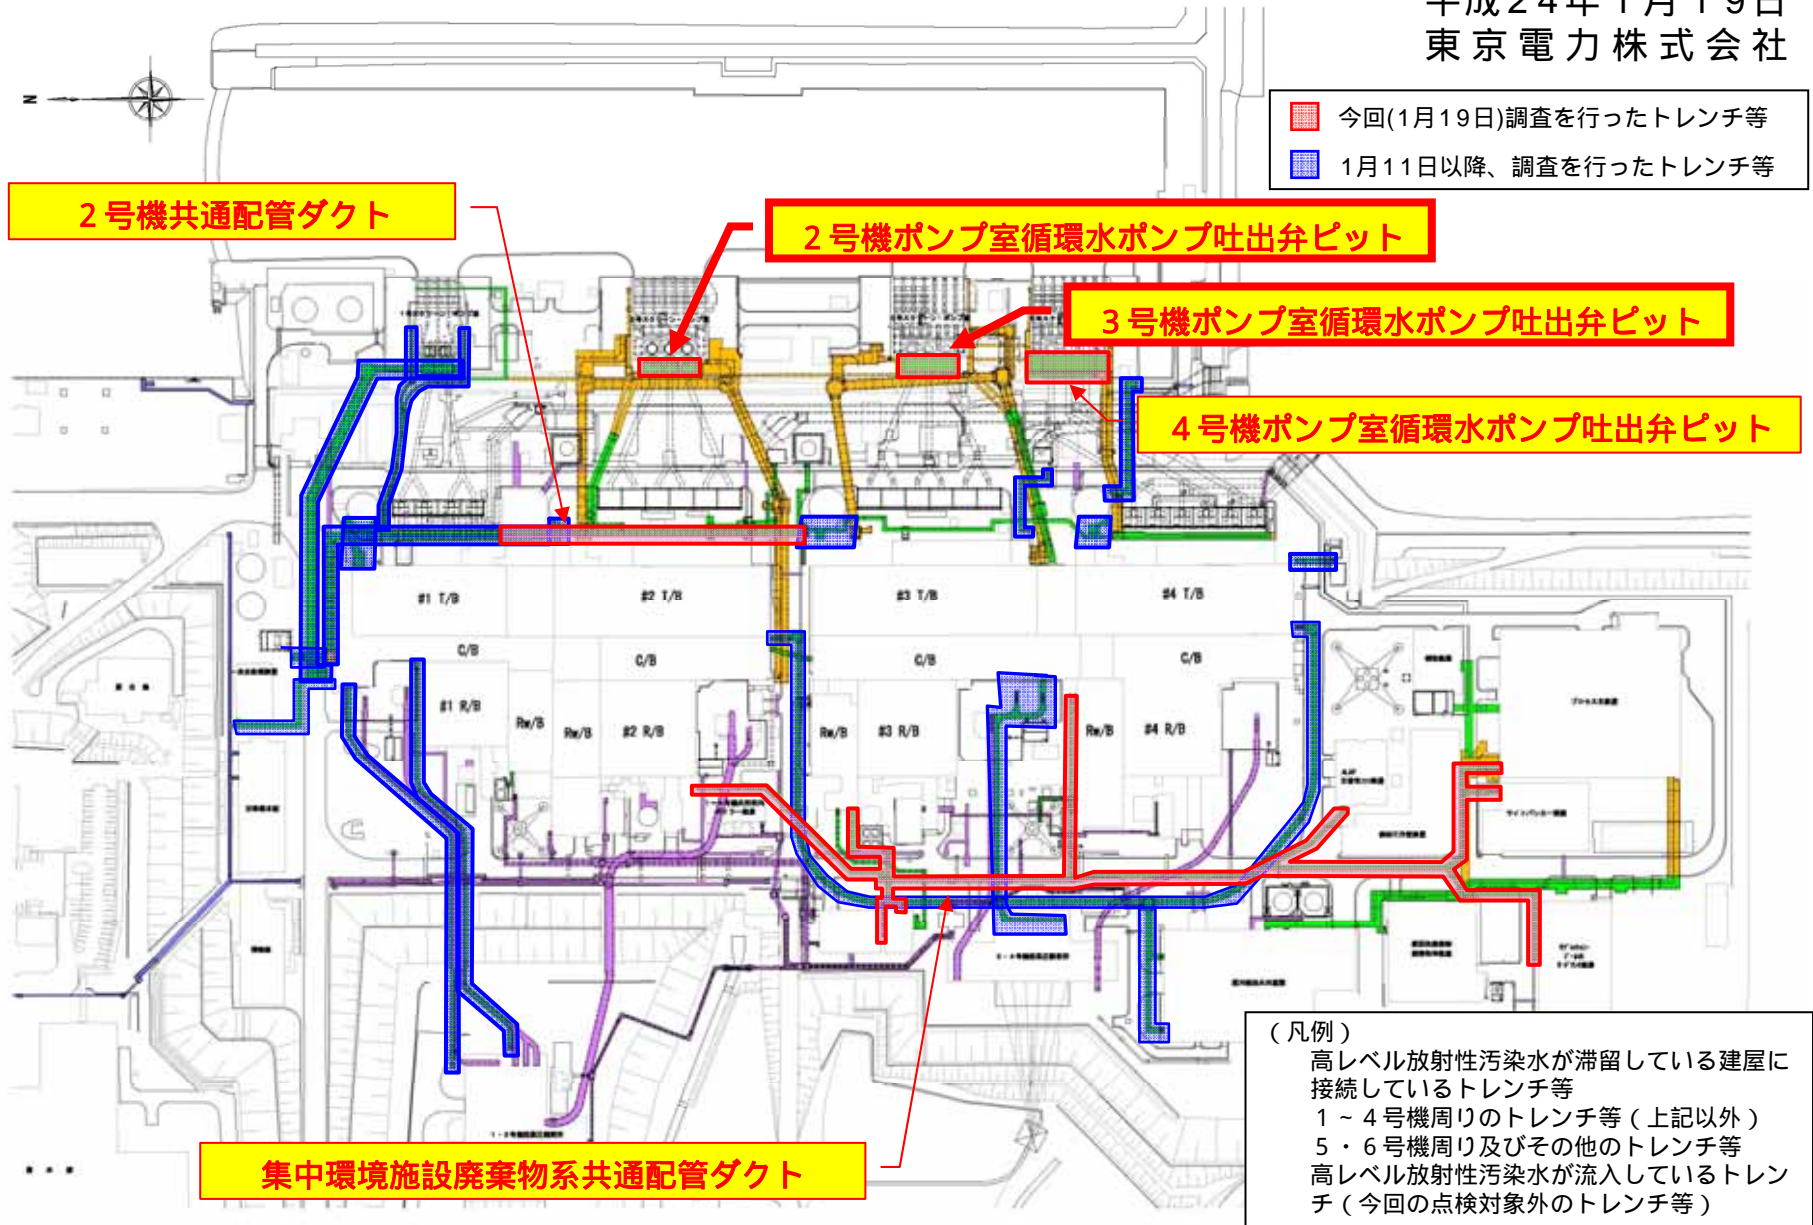 平成24年1月19日
東京電力株式会社
N
今回(1月19日)調査を行ったトレンチ等
1月11日以降、調査を行ったトレンチ等
2号機共通配管ダクト
2号機ポンプ室循環水ポンプ吐出弁ピット
3号機ポンプ室循環水ポンプ吐出弁ピット
4号機ポンプ室循環水ポンプ吐出弁ピット
#1 T/B
#2 T/B
#3 T/B
#4 T/B
C/B
C/B
C/B
C/B
#1 R/B
Rw/B
Rw/B
#2 R/B
Rw/B
#3 R/B
Rw/B
#4 R/B
集中環境施設廃棄物系共通配管ダクト
(凡例)
高レベル放射性汚染水が滞留している建屋に
接続しているトレンチ等
1~4号機周りのトレンチ等(上記以外)
5・6号機周り及びその他のトレンチ等
高レベル放射性汚染水が流入しているトレン
チ(今回の点検対象外のトレンチ等)